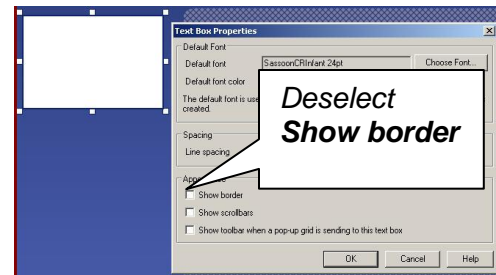 Text Box Properties
Default Font
Default font SassoonCRInfant 24pt Choose Font...
Default font color
The default font is use
created.
Deselect
Show border
Spacing
Line spacing
Show border
Show scrollbars
Show toolbar when a pop-up grid is sending to this text box
OK Cancel Help